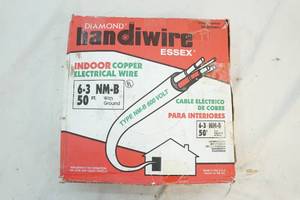 DIAMOND
handiwire
ESSEX
INDOOR COPPER
ELECTRICAL WIRE
6-3 NM-B
50 FT. With
Ground
TYPE NM-B 600 VOLT
CABLE ELÉCTRICO
DE COBRE
PARA INTERIORES
6-3 NM-B
50'